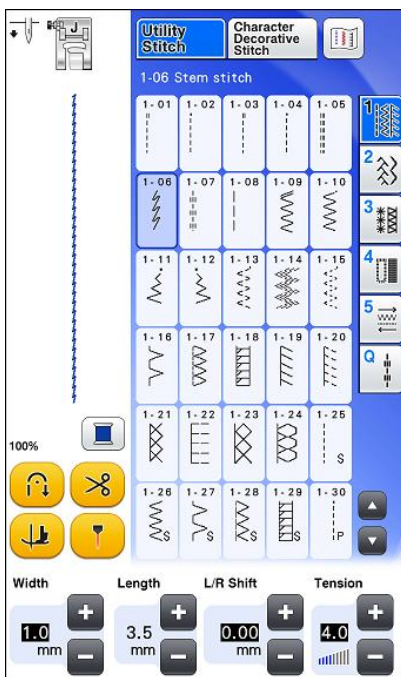 J
Utility Stitch
Character Decorative Stitch
1-06 Stem stitch
1-01 1-02 1-03 1-04 1-05
1-06 1-07 1-08 1-09 1-10
1-11 1-12 1-13 1-14 1-15
1-16 1-17 1-18 1-19 1-20
1-21 1-22 1-23 1-24 1-25
S
1-26 1-27 1-28 1-29 1-30
S S S S P
1
2
3
4
5
Q
100%
Width Length L/R Shift Tension
1.0 mm
3.5 mm
0.00 mm
4.0